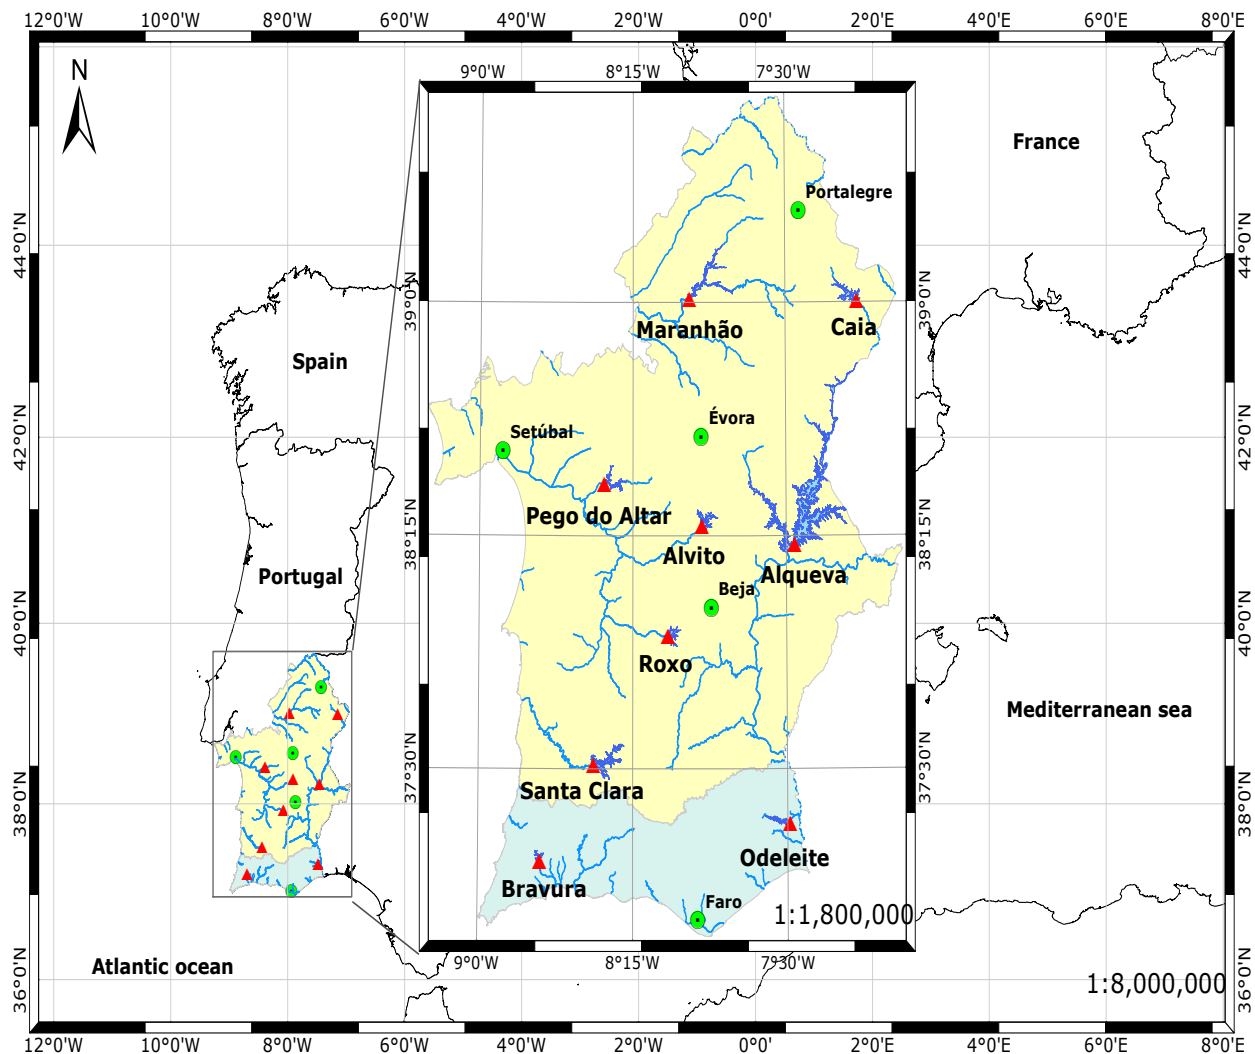 12°0'W 10°0'W 8°0'W 6°0'W 4°0'W 2°0'W 0°0'E 2°0'E 4°0'E 6°0'E 8°0'E
N
9°0'W 8°15'W 7°30'W
France
Portalegre
44°0'N 44°0'N
39°0'N 39°0'N
Maranhão
Caia
Spain
Évora
Setúbal
42°0'N 42°0'N
Pego do Altar
38°15'N 38°15'N
Alvito
Alqueva
Portugal
Beja
40°0'N 40°0'N
Roxo
Mediterranean sea
37°30'N 37°30'N
Santa Clara
38°0'N 38°0'N
Odeleite
Bravura
Faro
1:1,800,000
9°0'W 8°15'W 7°30'W
Atlantic ocean
36°0'N 36°0'N
1:8,000,000
12°0'W 10°0'W 8°0'W 6°0'W 4°0'W 2°0'W 0°0'E 2°0'E 4°0'E 6°0'E 8°0'E